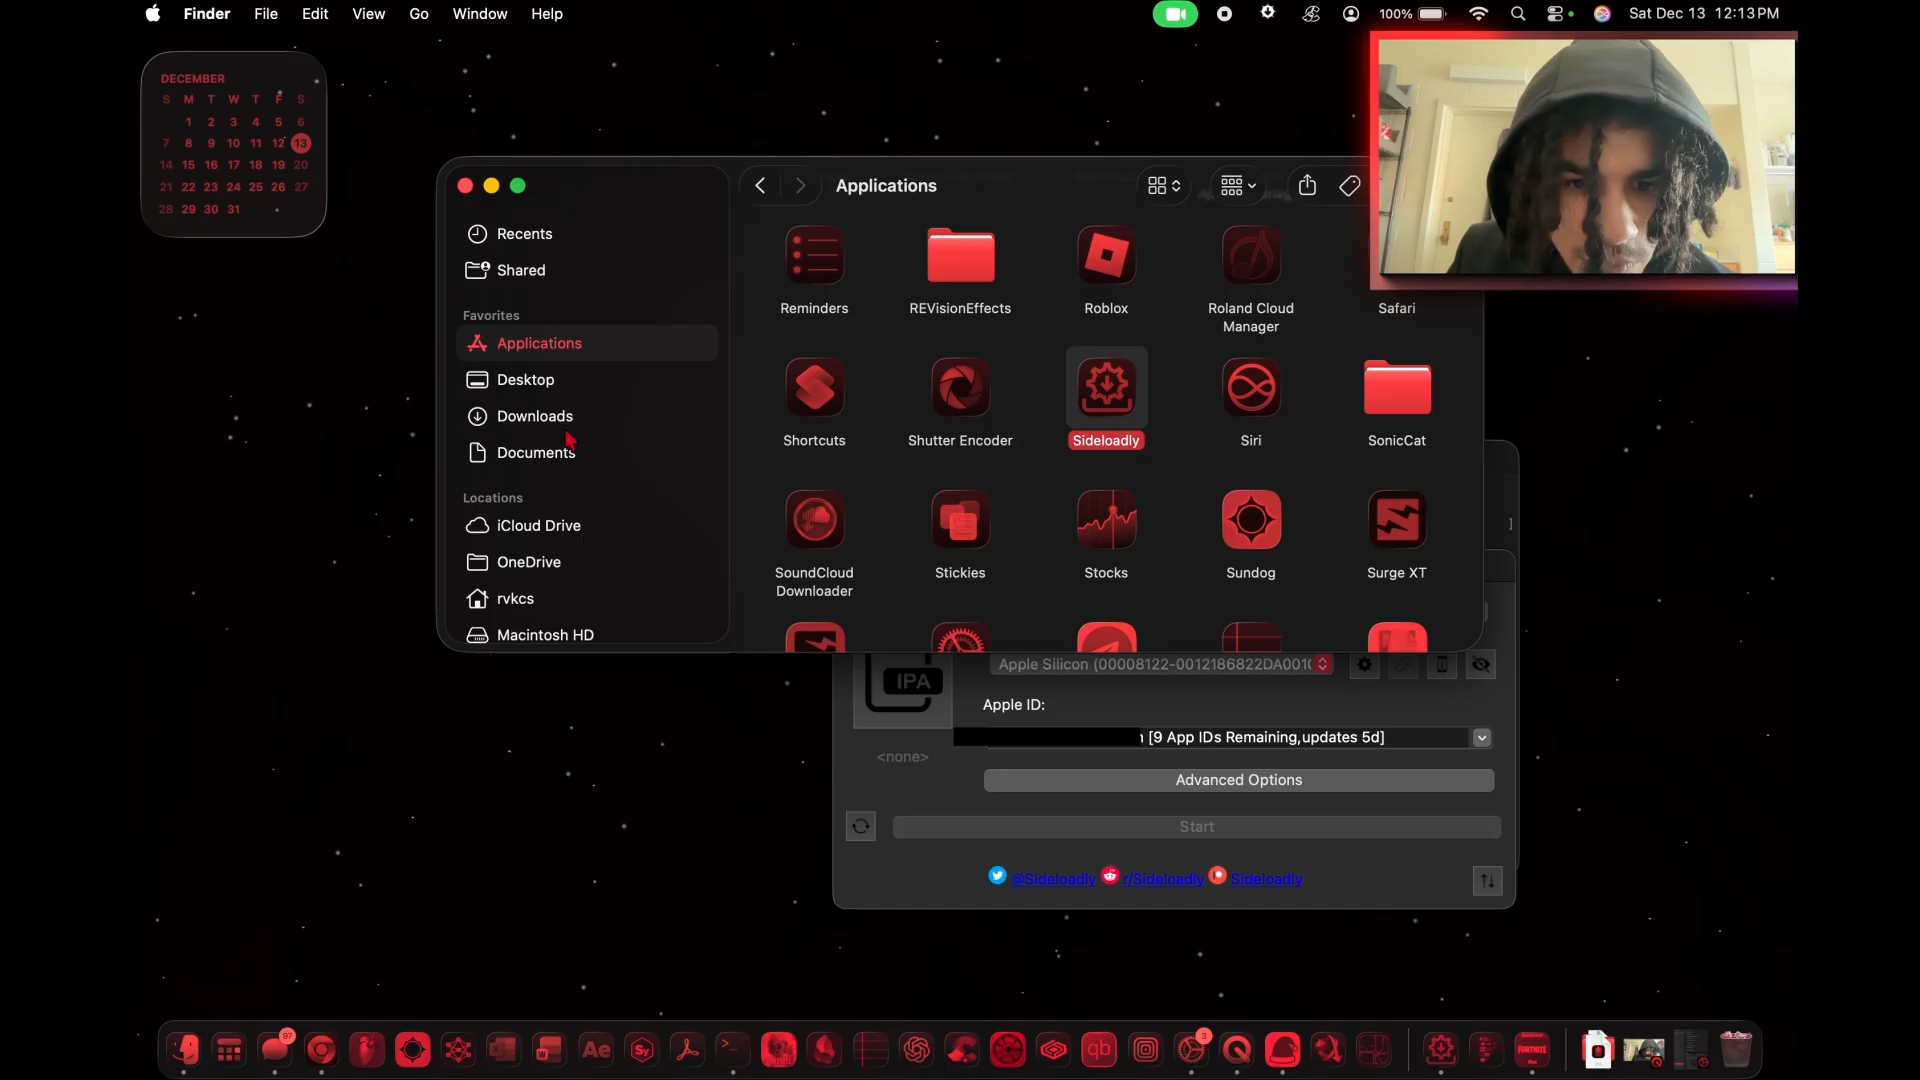 Finder File Edit View Go Window Help
100% Sat Dec 13 12:13 PM
DECEMBER
S M T W T F S
1 2 3 4 5 6
7 8 9 10 11 12 13
14 15 16 17 18 19 20
21 22 23 24 25 26 27
28 29 30 31
Applications
Recents
Shared
Favorites
Applications
Desktop
Downloads
Documents
Locations
iCloud Drive
OneDrive
rvkcs
Macintosh HD
Reminders
REVisionEffects
Roblox
Roland Cloud
Manager
Safari
Shortcuts
Shutter Encoder
Sideloadly
Siri
SonicCat
SoundCloud
Downloader
Stickies
Stocks
Sundog
Surge XT
IPA
<none>
Apple Silicon (00008122-0012186822DA001(
Apple ID:
[9 App IDs Remaining,updates 5d]
Advanced Options
Start
@Sideloadly r/Sideloadly Sideloadly
97
W
Ae
Sy
qb
3
FORTNITE